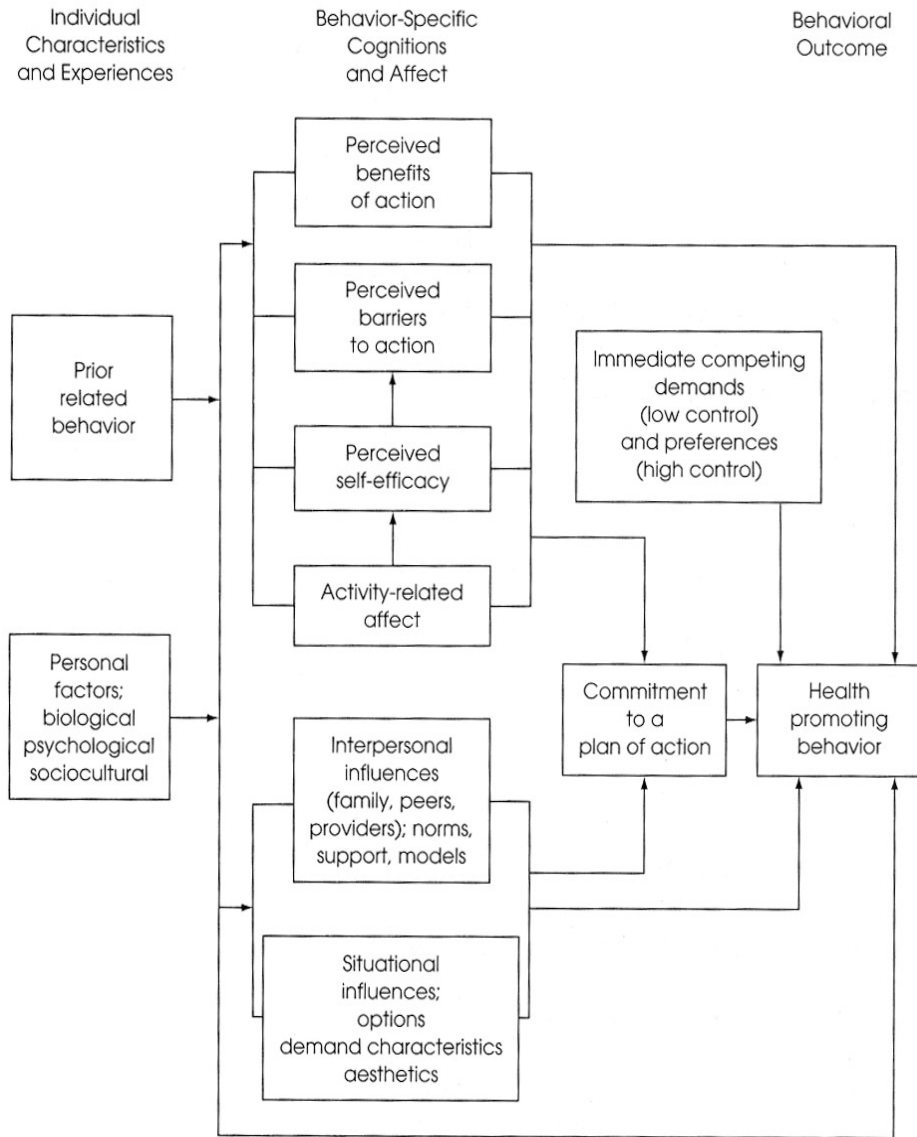 Individual
Characteristics
and Experiences
Behavior-Specific
Cognitions
and Affect
Behavioral
Outcome
Perceived
benefits
of action
Perceived
barriers
to action
Prior
related
behavior
Immediate competing
demands
(low control)
and preferences
(high control)
Perceived
self-efficacy
Activity-related
affect
Personal
factors;
biological
psychological
sociocultural
Commitment
to a
plan of action
Health
promoting
behavior
Interpersonal
influences
(family, peers,
providers); norms,
support, models
Situational
influences;
options
demand characteristics
aesthetics